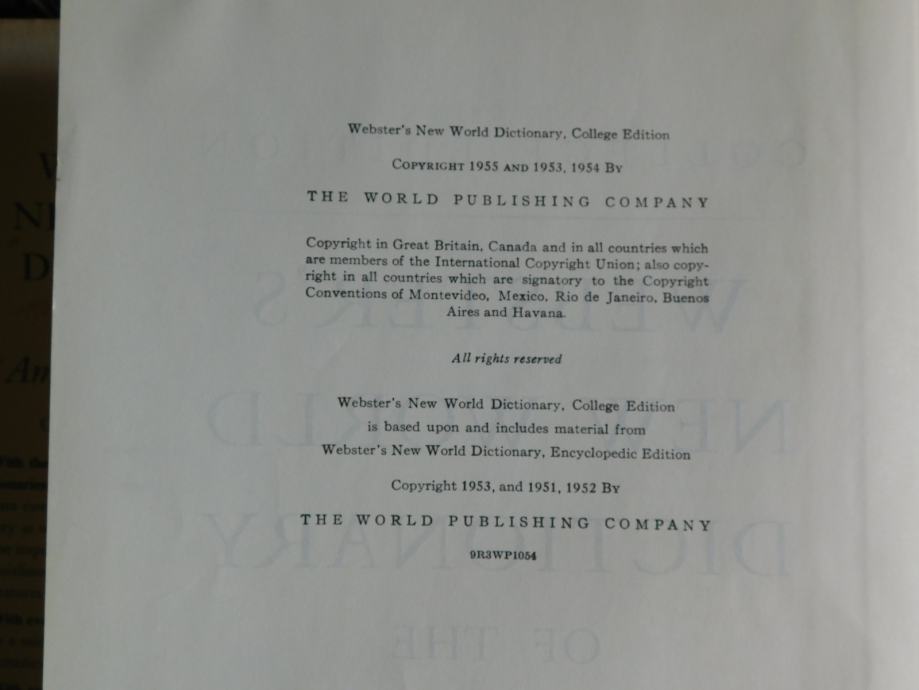 Webster's New World Dictionary, College Edition
COPYRIGHT 1955 AND 1953, 1954 BY
THE WORLD PUBLISHING COMPANY
Copyright in Great Britain, Canada and in all countries which
are members of the International Copyright Union; also copy-
right in all countries which are signatory to the Copyright
Conventions of Montevideo, Mexico, Rio de Janeiro, Buenos
Aires and Havana.
All rights reserved
Webster's New World Dictionary, College Edition
is based upon and includes material from
Webster's New World Dictionary, Encyclopedic Edition
Copyright 1953, and 1951, 1952 By
THE WORLD PUBLISHING COMPANY
9R3WP1054